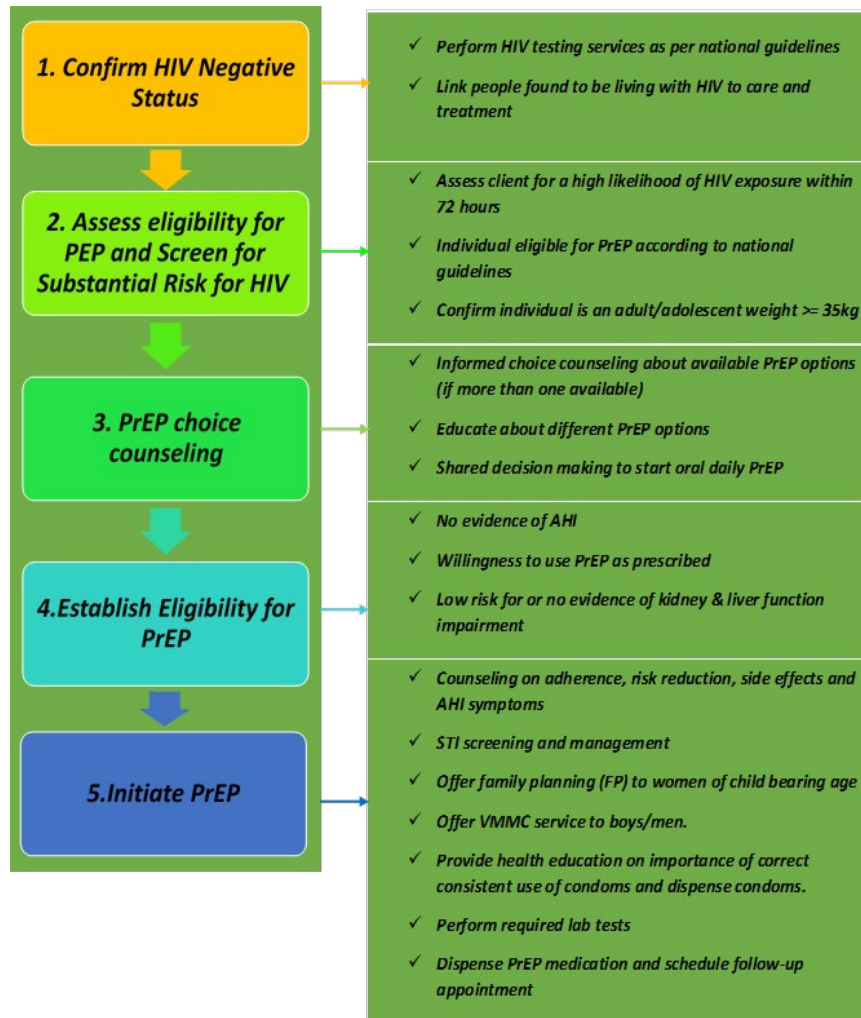 1. Confirm HIV Negative
Status
✓ Perform HIV testing services as per national guidelines
✓ Link people found to be living with HIV to care and
treatment
2. Assess eligibility for
PEP and Screen for
Substantial Risk for HIV
✓ Assess client for a high likelihood of HIV exposure within
72 hours
✓ Individual eligible for PrEP according to national
guidelines
✓ Confirm individual is an adult/adolescent weight >= 35kg
3. PrEP choice
counseling
✓ Informed choice counseling about available PrEP options
(if more than one available)
✓ Educate about different PrEP options
✓ Shared decision making to start oral daily PrEP
4.Establish Eligibility for
PrEP
✓ No evidence of AHI
✓ Willingness to use PrEP as prescribed
✓ Low risk for or no evidence of kidney & liver function
impairment
5.Initiate PrEP
✓ Counseling on adherence, risk reduction, side effects and
AHI symptoms
✓ STI screening and management
✓ Offer family planning (FP) to women of child bearing age
✓ Offer VMMC service to boys/men.
✓ Provide health education on importance of correct
consistent use of condoms and dispense condoms.
✓ Perform required lab tests
✓ Dispense PrEP medication and schedule follow-up
appointment